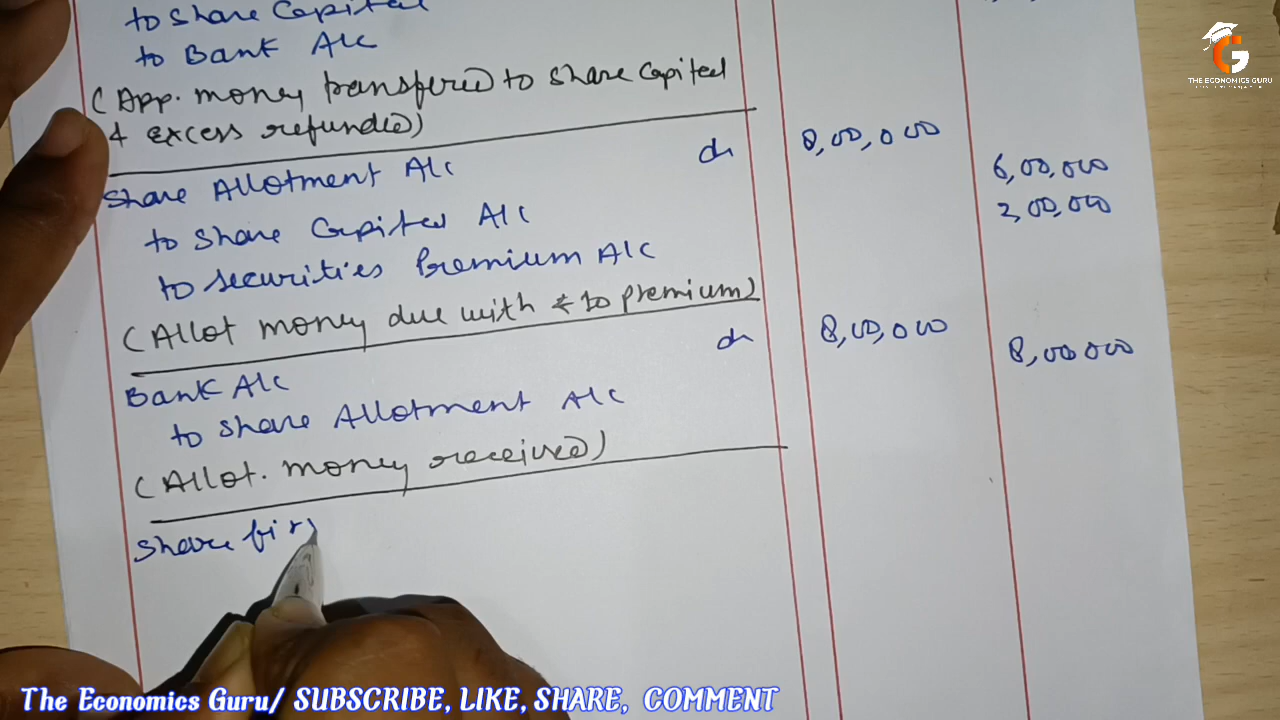 to Share Capital
to Bank A/c
(App. money transfered to share Capital
& excess refunded)
Share Allotment A/c dr 8,00,000
to Share Capital A/c 6,00,000
to Securities Premium A/c 2,00,000
(Allot money due with to premium)
Bank A/c dr 8,00,000
to Share Allotment A/c 8,00,000
(Allot. money received)
Share firs
THE ECONOMICS GURU
The Economics Guru/ SUBSCRIBE, LIKE, SHARE, COMMENT